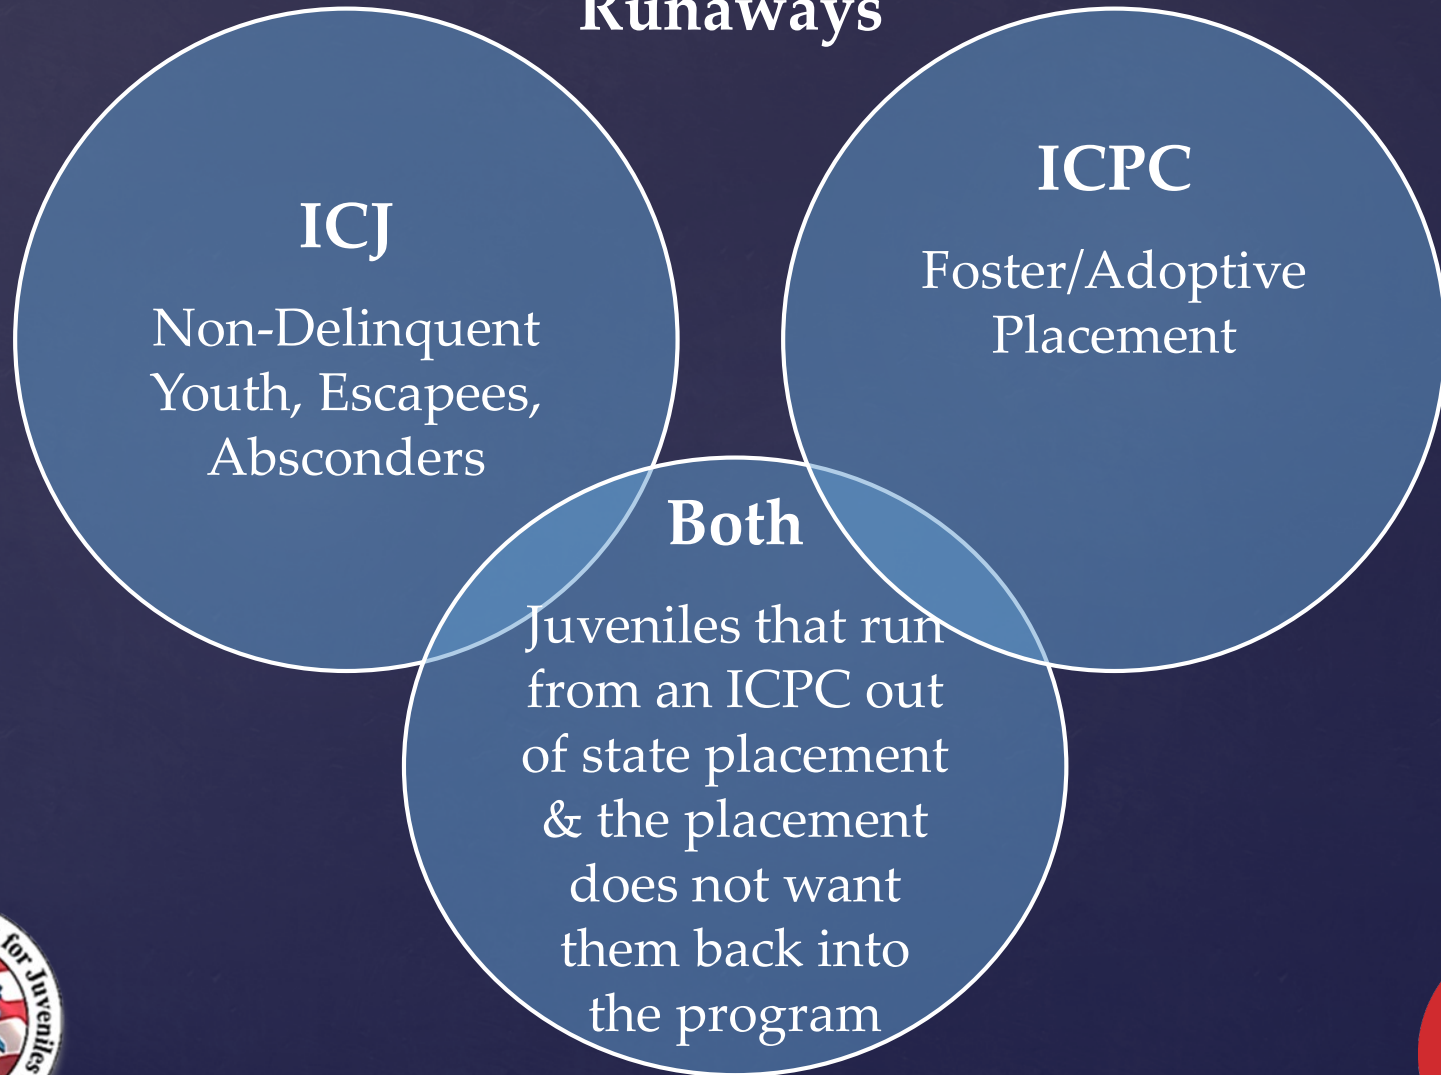 Runaways
ICJ
Non-Delinquent
Youth, Escapees,
Absconders
ICPC
Foster/Adoptive
Placement
Both
Juveniles that run
from an ICPC out
of state placement
& the placement
does not want
them back into
the program
for Juveniles